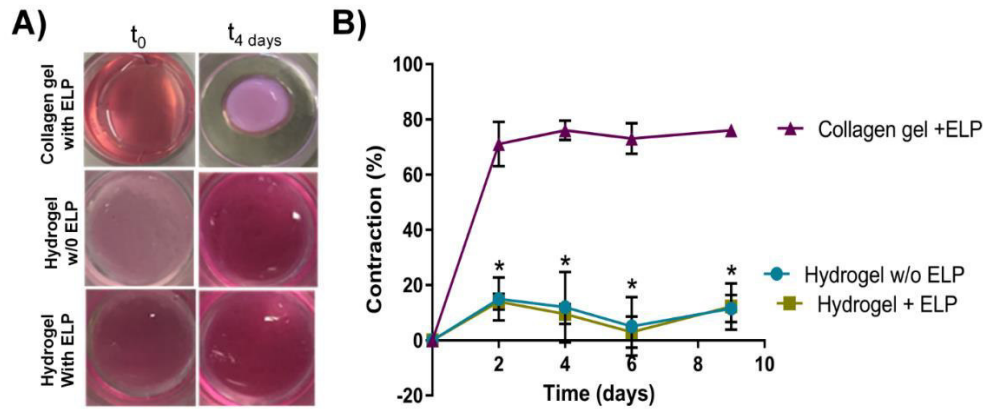 A)
t0
t4 days
Collagen gel
with ELP
Hydrogel
w/0 ELP
Hydrogel
With ELP
B)
Contraction (%)
100
80
60
40
20
0
-20
2
4
6
8
10
Time (days)
*
*
*
*
Collagen gel +ELP
Hydrogel w/o ELP
Hydrogel + ELP